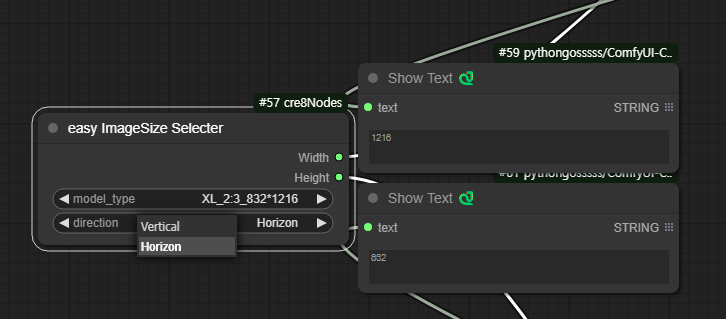 #59 pythongosssss/ComfyUI-C..
Show Text
text STRING
1216
#57 cre8Nodes
easy ImageSize Selecter
Width
Height
model_type XL_2:3_832*1216
direction Horizon
Vertical
Horizon
#61 pythongosssss/ComfyUI-C..
Show Text
text STRING
832